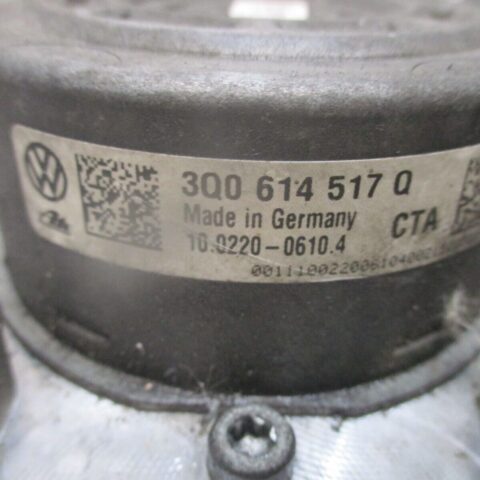 3Q0 614 517 Q
Made in Germany
10.0220-0610.4
CTA